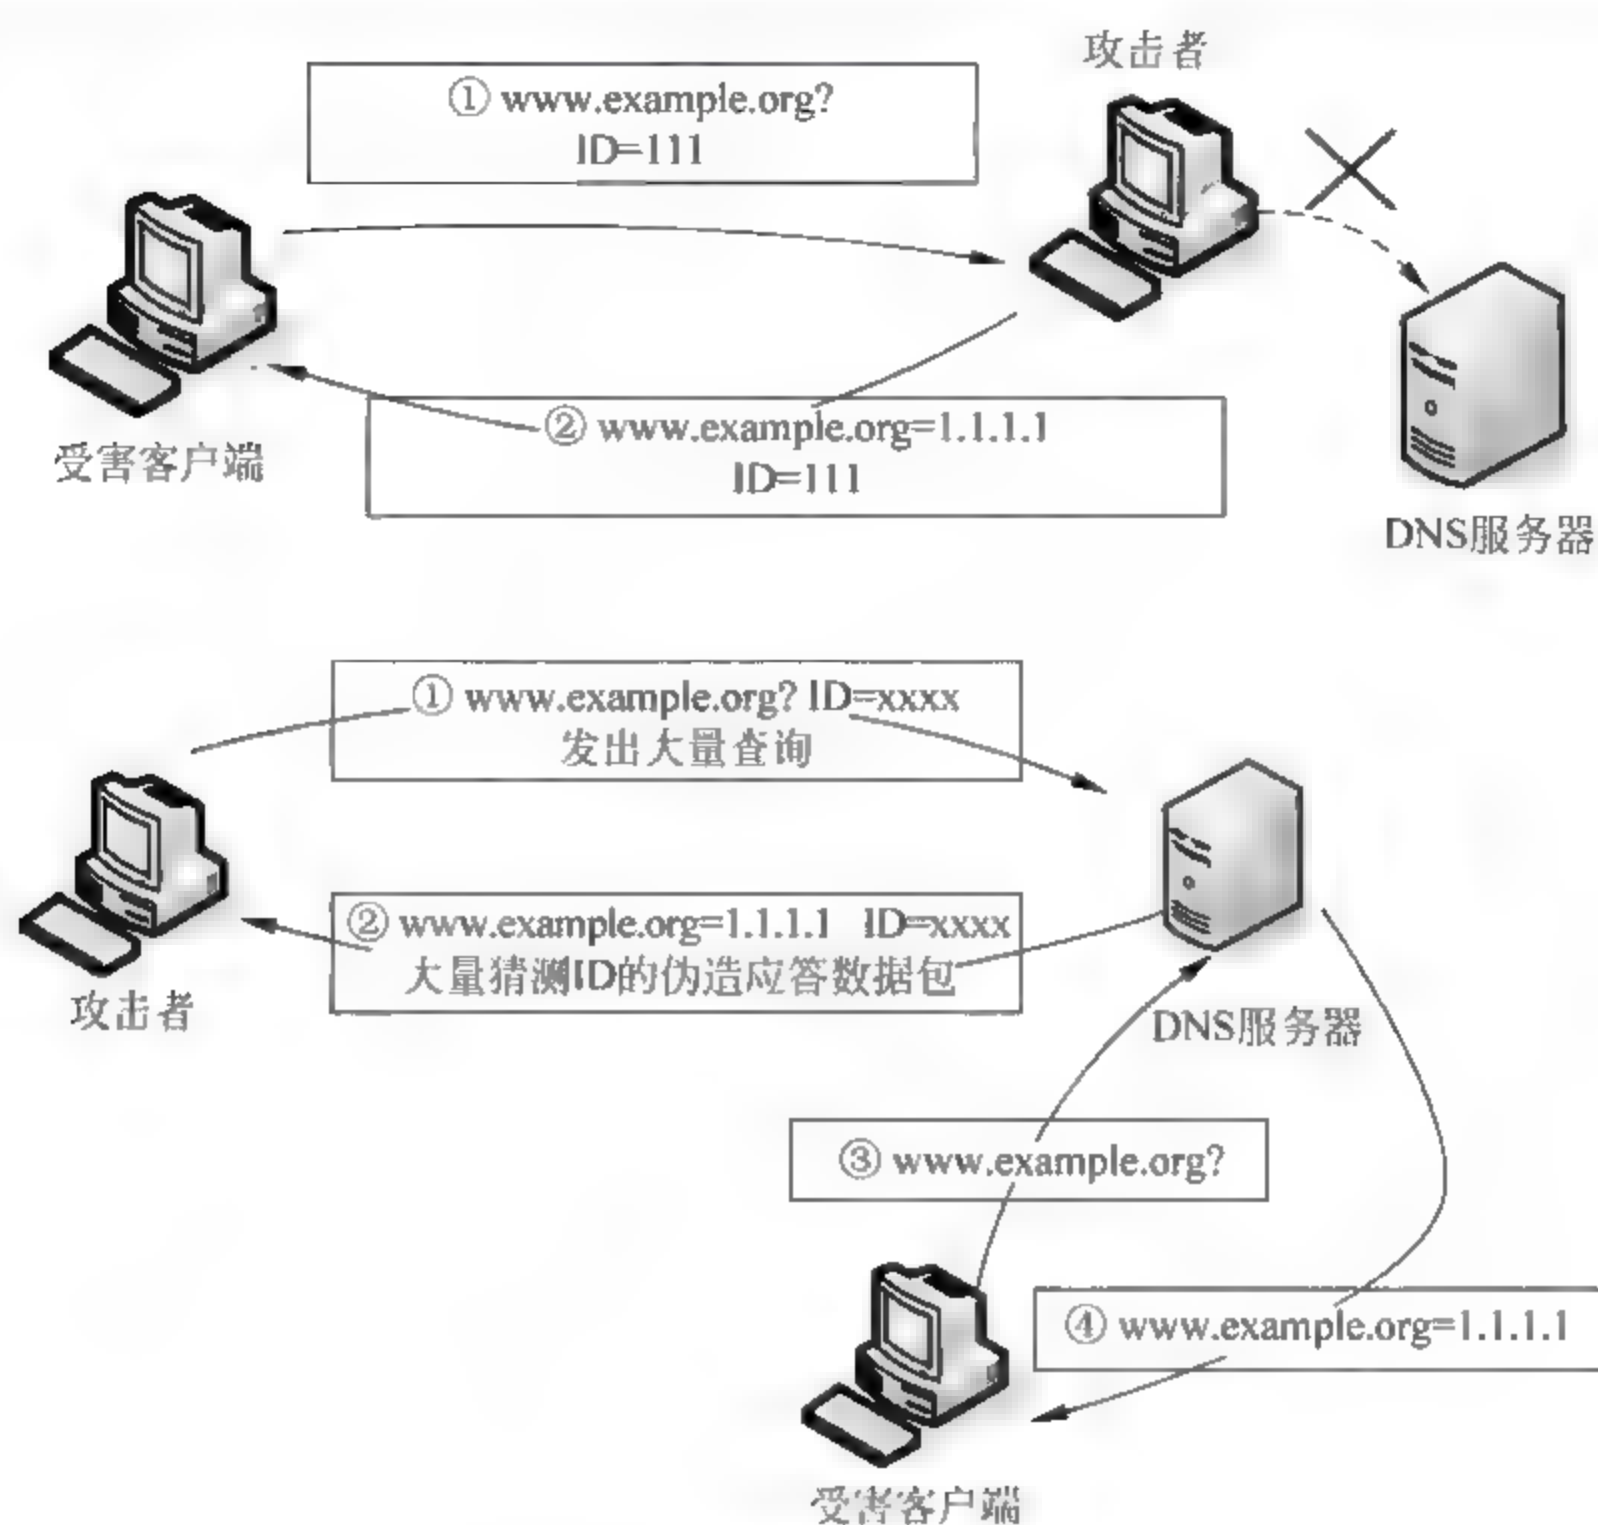 攻击者
① www.example.org?
ID=111
受害客户端
② www.example.org=1.1.1.1
ID=111
DNS服务器
① www.example.org? ID=xxxx
发出大量查询
② www.example.org=1.1.1.1 ID=xxxx
大量猜测ID的伪造应答数据包
攻击者
DNS服务器
③ www.example.org?
④ www.example.org=1.1.1.1
受害客户端